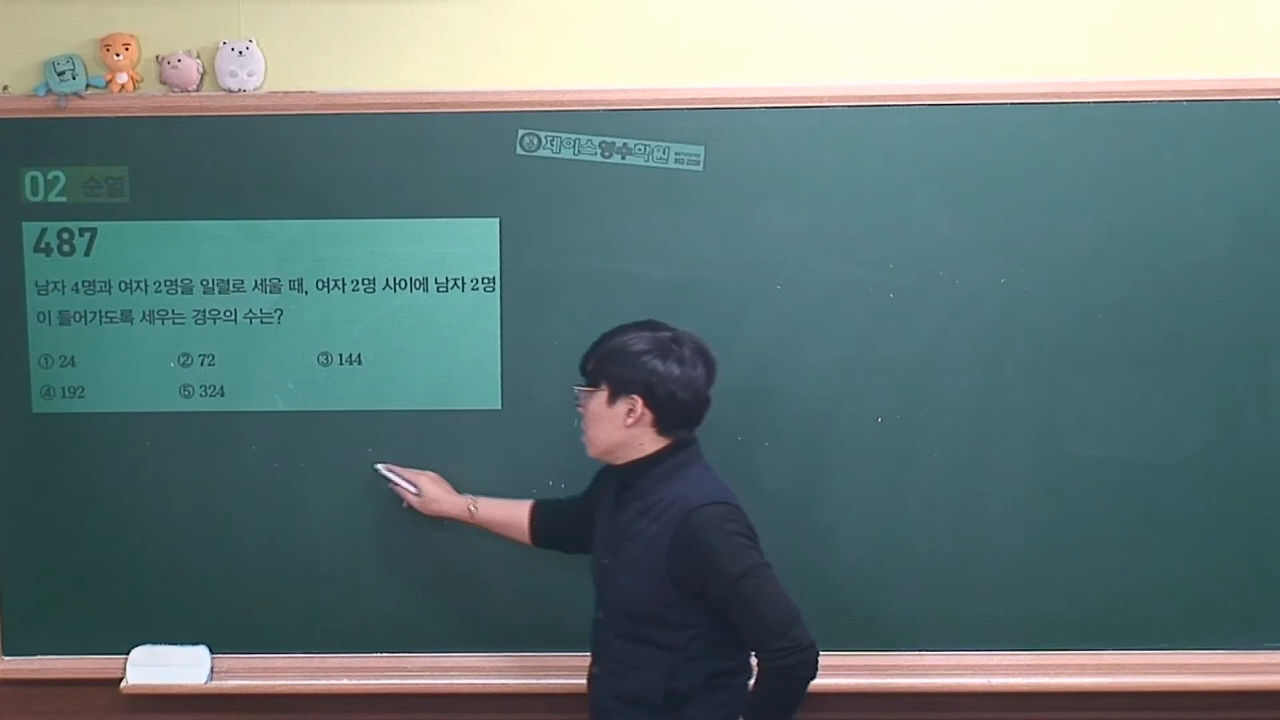 제이스영수학원
02 순열
487
남자 4명과 여자 2명을 일렬로 세울 때, 여자 2명 사이에 남자 2명
이 들어가도록 세우는 경우의 수는?
① 24 ② 72 ③ 144
④ 192 ⑤ 324